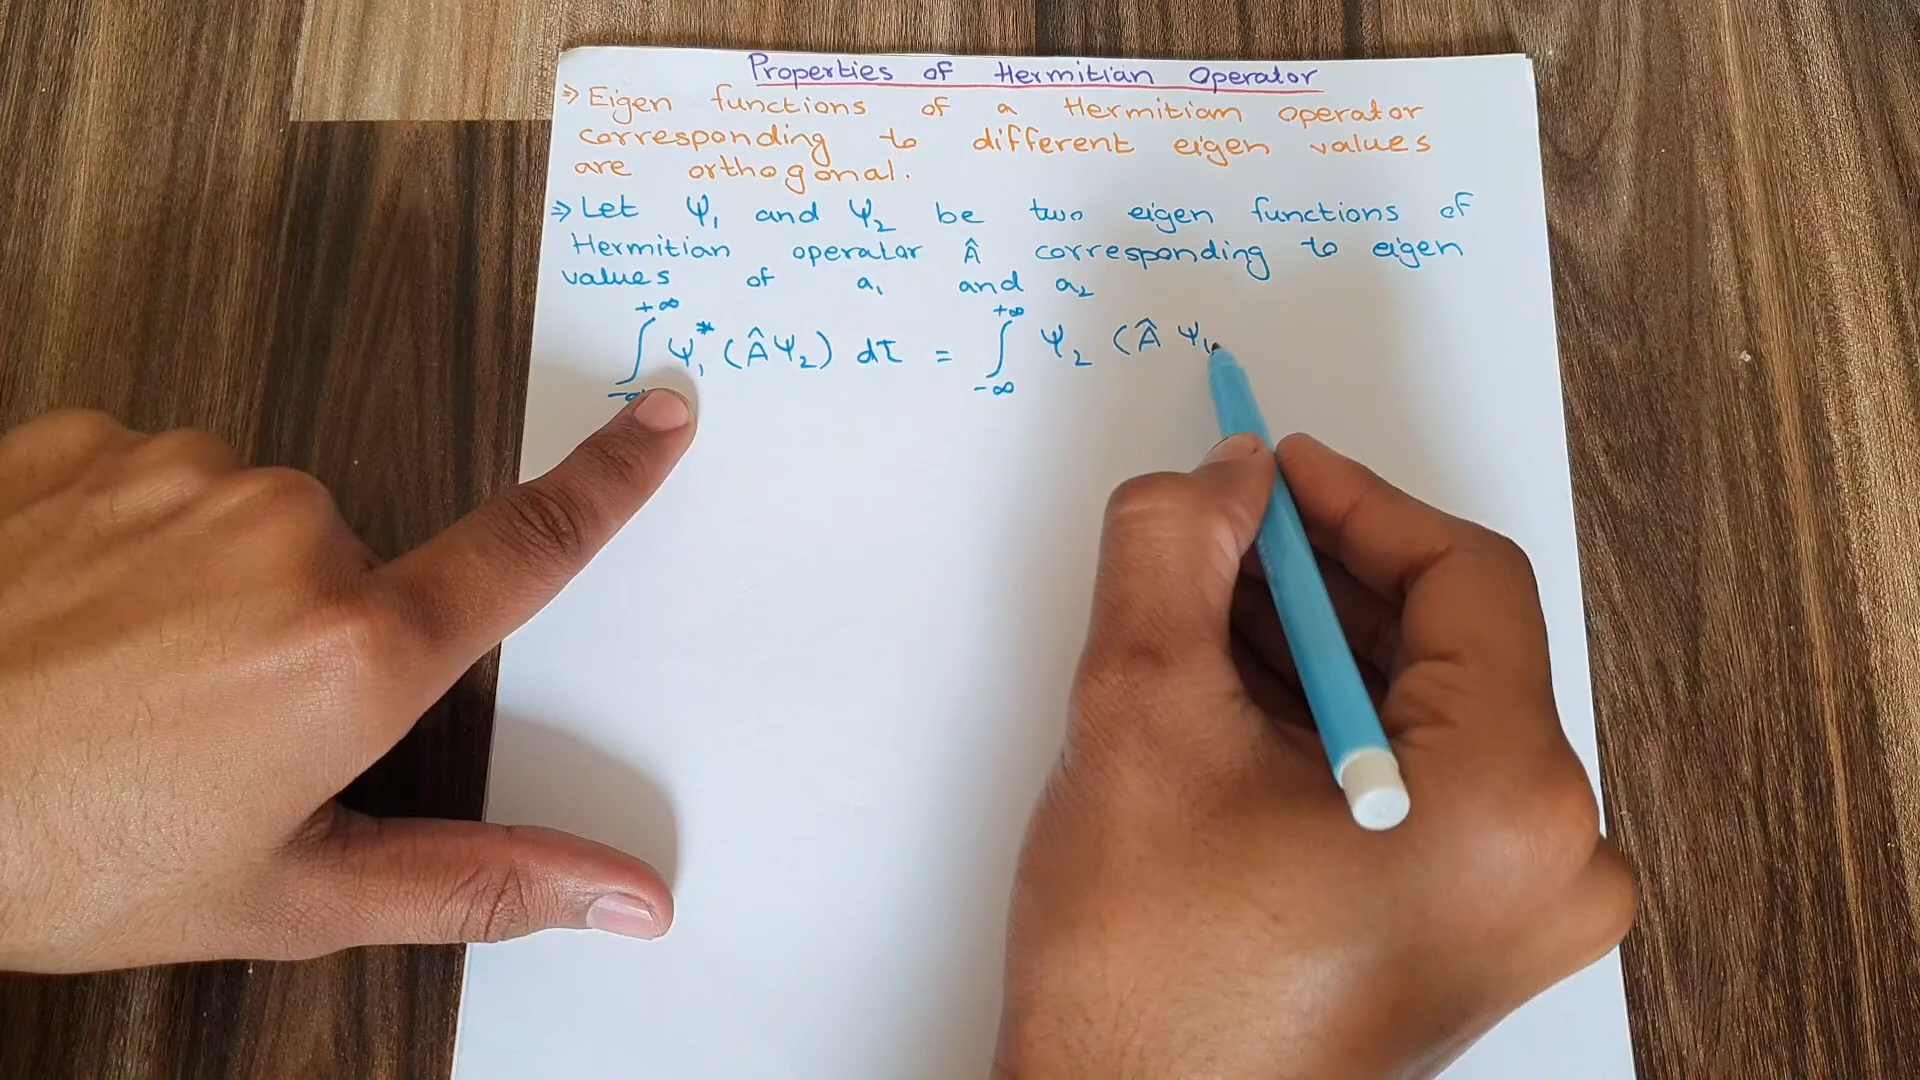 Properties of Hermitian Operator
⇒ Eigen functions of a Hermitian operator
corresponding to different eigen values
are orthogonal.
⇒ Let Ψ₁ and Ψ₂ be two eigen functions of
Hermitian operator Â corresponding to eigen
values of a₁ and a₂
∫₋∞⁺∞ Ψ₁* (ÂΨ₂) dτ = ∫₋∞⁺∞ Ψ₂ (Â Ψ₁